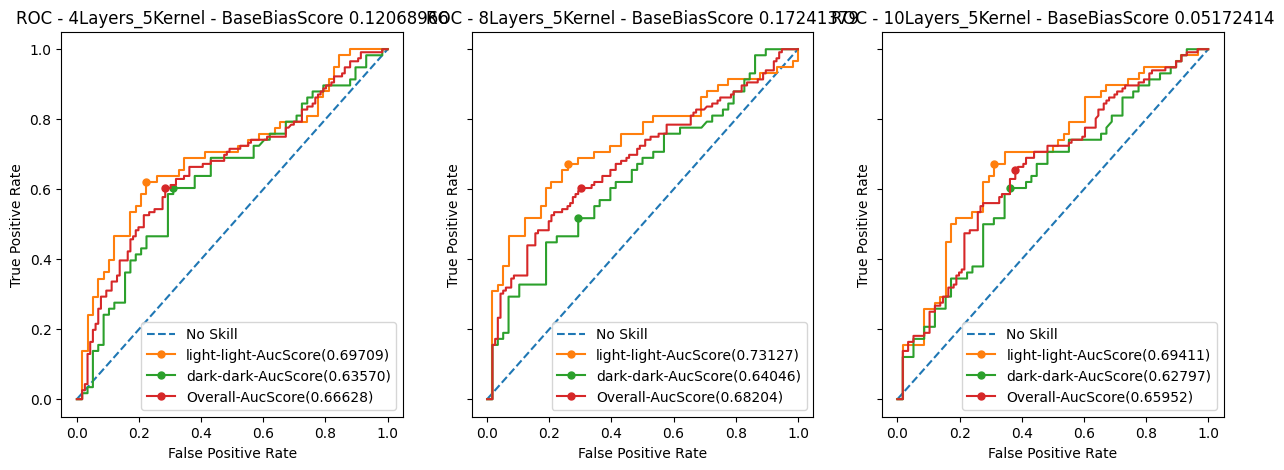 ROC - 4Layers_5Kernel - BaseBiasScore 0.12068966
ROC - 8Layers_5Kernel - BaseBiasScore 0.17241379
ROC - 10Layers_5Kernel - BaseBiasScore 0.05172414
True Positive Rate
1.0
0.8
0.6
0.4
0.2
0.0
No Skill
light-light-AucScore(0.69709)
dark-dark-AucScore(0.63570)
Overall-AucScore(0.66628)
0.0 0.2 0.4 0.6 0.8 1.0
False Positive Rate
True Positive Rate
No Skill
light-light-AucScore(0.73127)
dark-dark-AucScore(0.64046)
Overall-AucScore(0.68204)
0.0 0.2 0.4 0.6 0.8 1.0
False Positive Rate
True Positive Rate
No Skill
light-light-AucScore(0.69411)
dark-dark-AucScore(0.62797)
Overall-AucScore(0.65952)
0.0 0.2 0.4 0.6 0.8 1.0
False Positive Rate